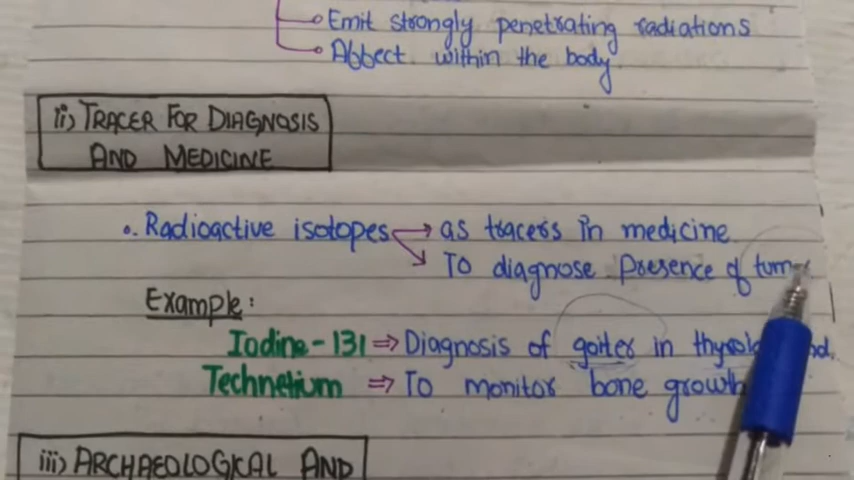 Emit strongly penetrating radiations
Abbect within the body
ii) TRACER FOR DIAGNOSIS
AND MEDICINE
Radioactive isotopes as tracers in medicine
To diagnose Presence of
Example:
Iodine-131 ⇒ Diagnosis of goiter in
Technetium ⇒ To monitor bone growth
iii) ARCHAEOLOGICAL AND